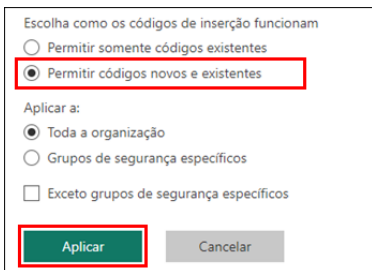 Escolha como os códigos de inserção funcionam
Permitir somente códigos existentes
Permitir códigos novos e existentes
Aplicar a:
Toda a organização
Grupos de segurança específicos
Exceto grupos de segurança específicos
Aplicar
Cancelar